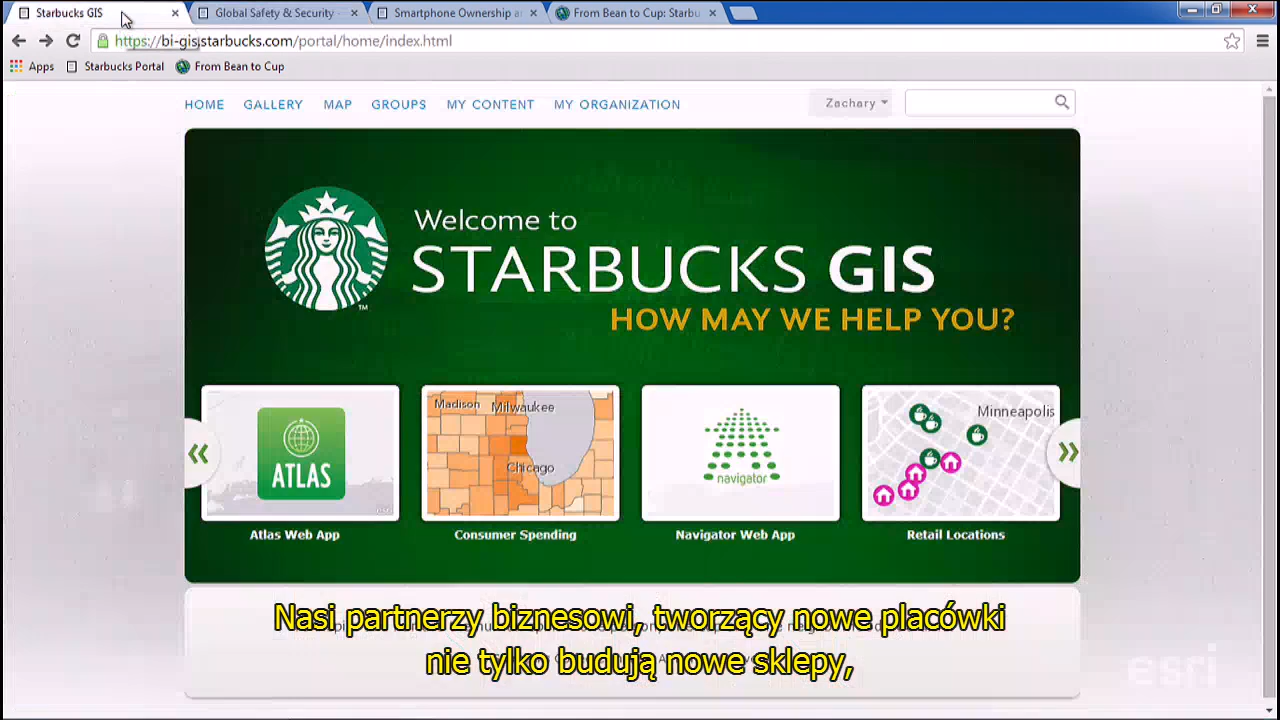 Starbucks GIS
Global Safety & Security -
Smartphone Ownership an
From Bean to Cup: Starbu
https://bi-gis.starbucks.com/portal/home/index.html
Apps
Starbucks Portal
From Bean to Cup
HOME
GALLERY
MAP
GROUPS
MY CONTENT
MY ORGANIZATION
Zachary
Welcome to
STARBUCKS GIS
HOW MAY WE HELP YOU?
TM
ATLAS
Madison
Milwaukee
Chicago
navigator
Minneapolis
Atlas Web App
Consumer Spending
Navigator Web App
Retail Locations
Nasi partnerzy biznesowi, tworzący nowe placówki
nie tylko budują nowe sklepy,
esri